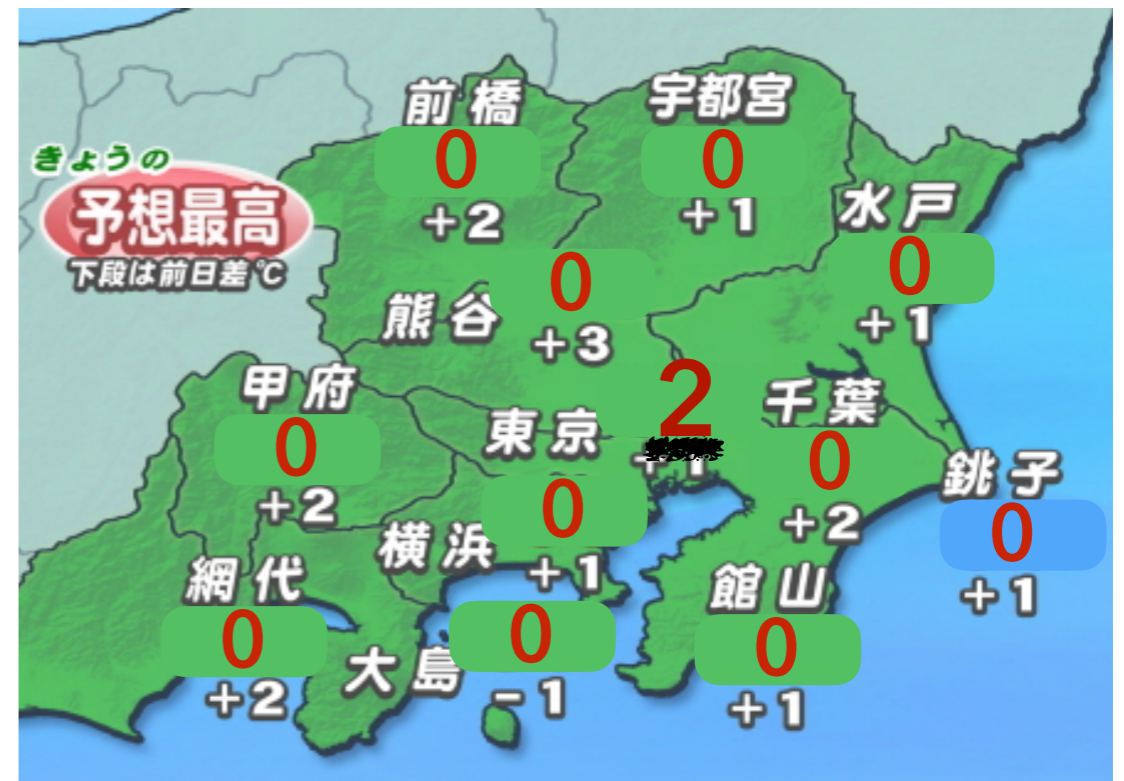 きょうの
予想最高
下段は前日差℃
前橋
0
+2
宇都宮
0
+1
水戸
0
+1
熊谷
0
+3
甲府
0
+2
東京
2
千葉
0
+2
銚子
0
+1
横浜
0
+1
網代
0
+2
大島
0
-1
館山
0
+1